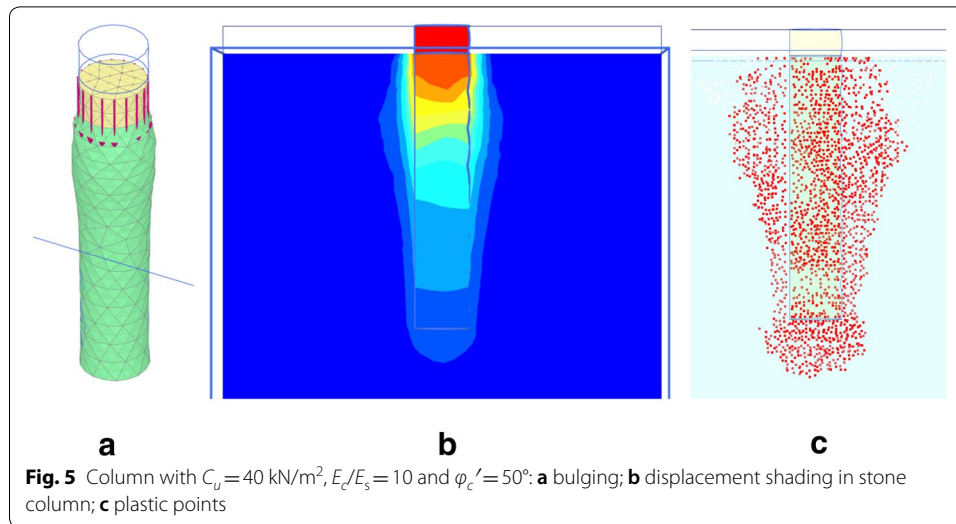 a b c
Fig. 5 Column with Cᵤ = 40 kN/m², E_c/E_s = 10 and φ_c′ = 50°: a bulging; b displacement shading in stone
column; c plastic points